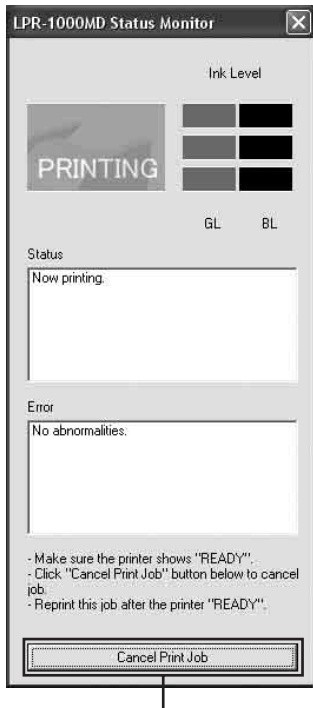 LPR-1000MD Status Monitor
Ink Level
PRINTING
GL BL
Status
Now printing.
Error
No abnormalities.
- Make sure the printer shows "READY".
- Click "Cancel Print Job" button below to cancel
job.
- Reprint this job after the printer "READY".
Cancel Print Job